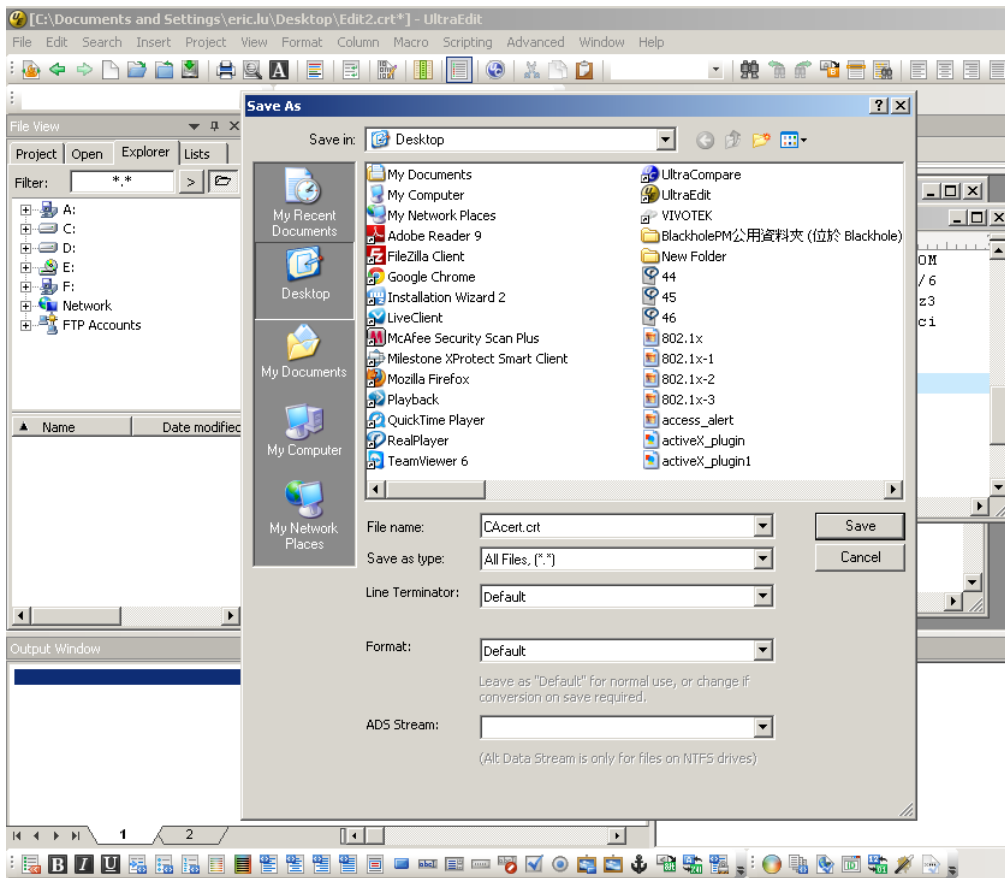 [C:\Documents and Settings\eric.lu\Desktop\Edit2.crt*] - UltraEdit
File Edit Search Insert Project View Format Column Macro Scripting Advanced Window Help
File View
Project Open Explorer Lists
Filter: *.* >
A:
C:
D:
E:
F:
Network
FTP Accounts
Name Date modified
Save As
Save in: Desktop
My Recent Documents
Desktop
My Documents
My Computer
My Network Places
My Documents
My Computer
My Network Places
Adobe Reader 9
FileZilla Client
Google Chrome
Installation Wizard 2
LiveClient
McAfee Security Scan Plus
Milestone XProtect Smart Client
Mozilla Firefox
Playback
QuickTime Player
RealPlayer
TeamViewer 6
UltraCompare
UltraEdit
VIVOTEK
BlackholePM公用資料夾 (位於 Blackhole)
New Folder
44
45
46
802.1x
802.1x-1
802.1x-2
802.1x-3
access_alert
activeX_plugin
activeX_plugin1
File name: CAcert.crt Save
Save as type: All Files, (*.*) Cancel
Line Terminator: Default
Format: Default
Leave as "Default" for normal use, or change if
conversion on save required.
ADS Stream:
(Alt Data Stream is only for files on NTFS drives)
OM
/6
z3
ci
Output Window
1 2
B I U